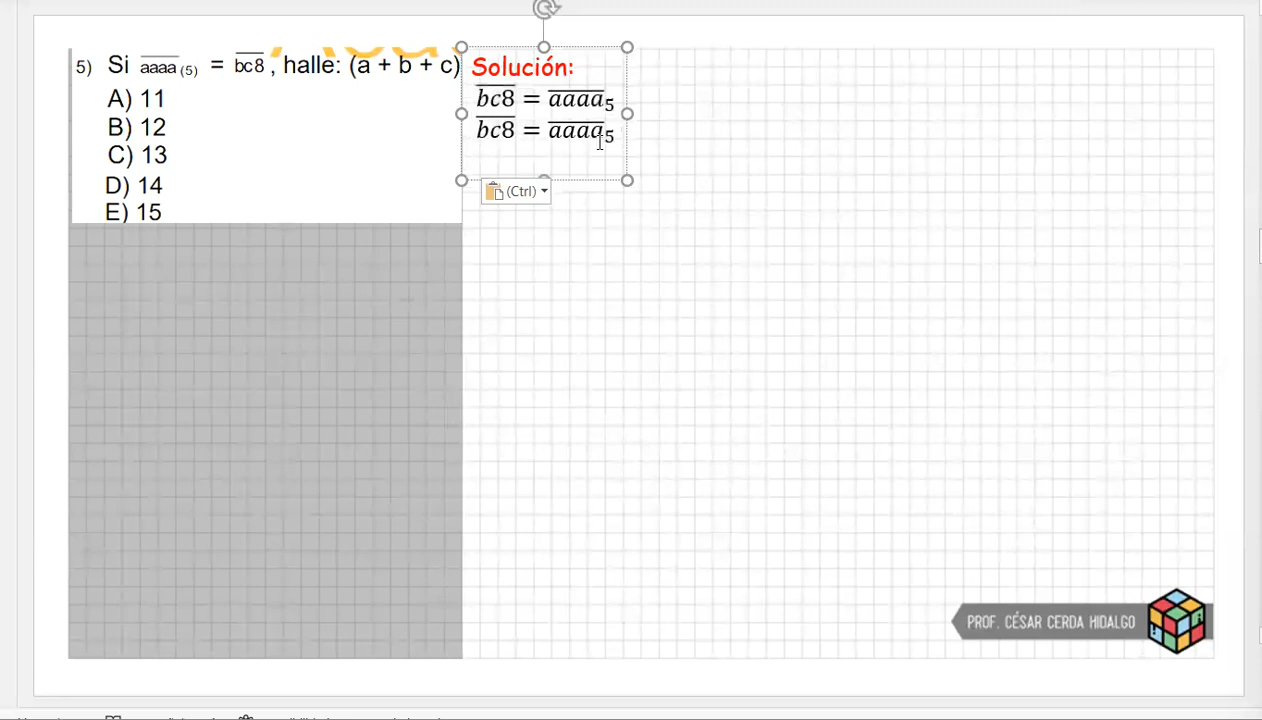 5) Si aaaa (5) = bc8 , halle: (a + b + c)
A) 11
B) 12
C) 13
D) 14
E) 15
Solución:
bc8 = aaaa5
bc8 = aaaa5
(Ctrl)
PROF. CÉSAR CERDA HIDALGO